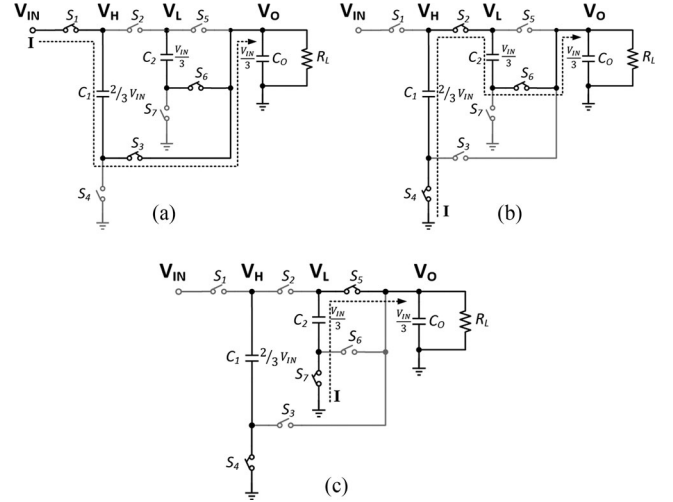 V_IN S_1 V_H S_2 V_L S_5 V_O
I
C_2 V_IN/3 V_IN/3 C_O R_L
S_6
C_1 2/3 V_IN
S_7
S_3
S_4
(a)
V_IN S_1 V_H S_2 V_L S_5 V_O
C_2 V_IN/3 V_IN/3 C_O R_L
S_6
C_1 2/3 V_IN
S_7
S_3
S_4
I
(b)
V_IN S_1 V_H S_2 V_L S_5 V_O
C_2 V_IN/3 V_IN/3 C_O R_L
S_6
C_1 2/3 V_IN
S_7
I
S_3
S_4
(c)